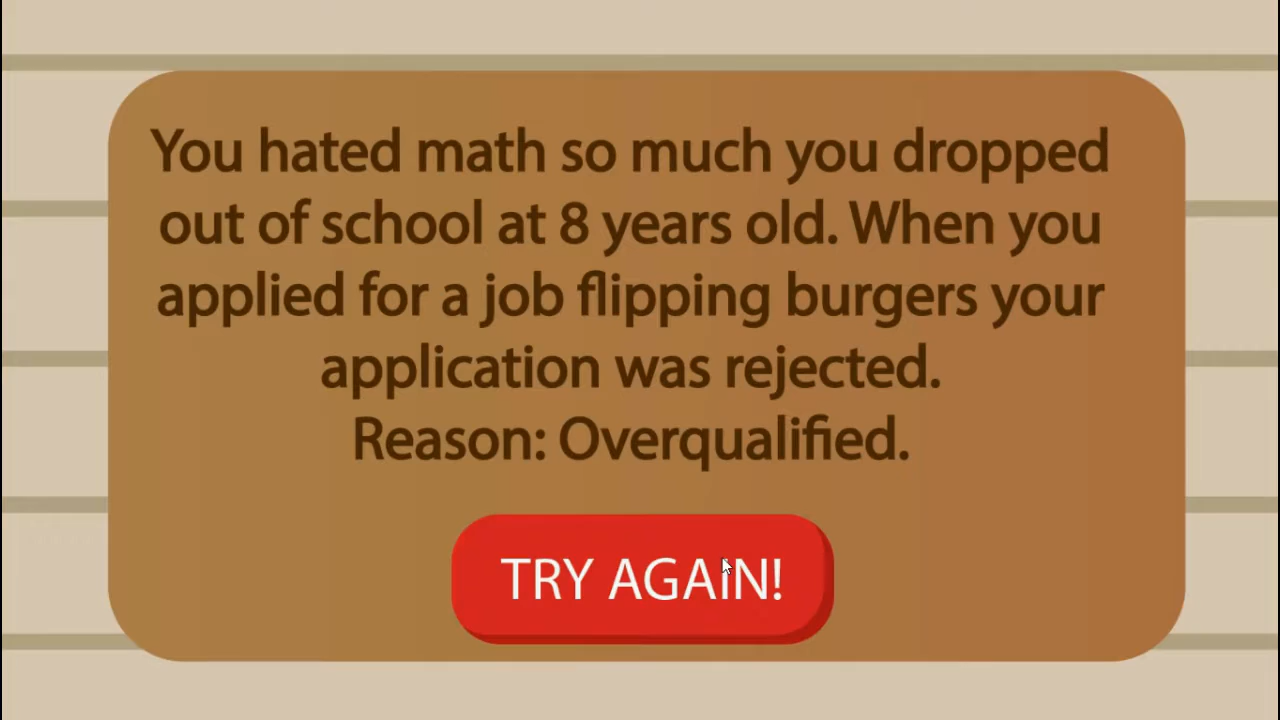 You hated math so much you dropped
out of school at 8 years old. When you
applied for a job flipping burgers your
application was rejected.
Reason: Overqualified.
TRY AGAIN!